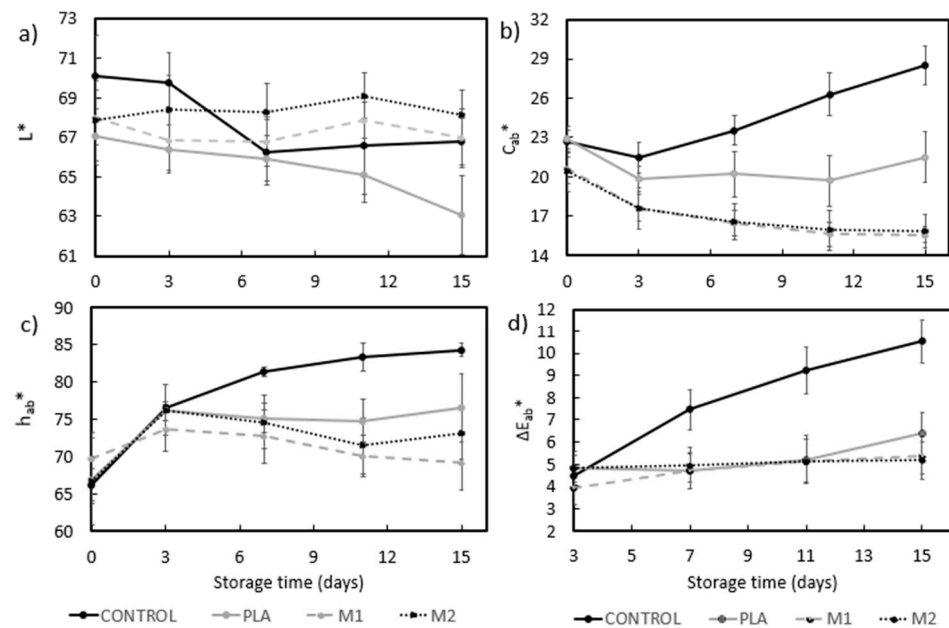 a)
73
71
69
67
65
63
61
L*
0 3 6 9 12 15
b)
29
26
23
20
17
14
Cab*
0 3 6 9 12 15
c)
90
85
80
75
70
65
60
hab*
0 3 6 9 12 15
Storage time (days)
CONTROL PLA M1 M2
d)
12
11
10
9
8
7
6
5
4
3
2
ΔEab*
3 5 7 9 11 13 15
Storage time (days)
CONTROL PLA M1 M2